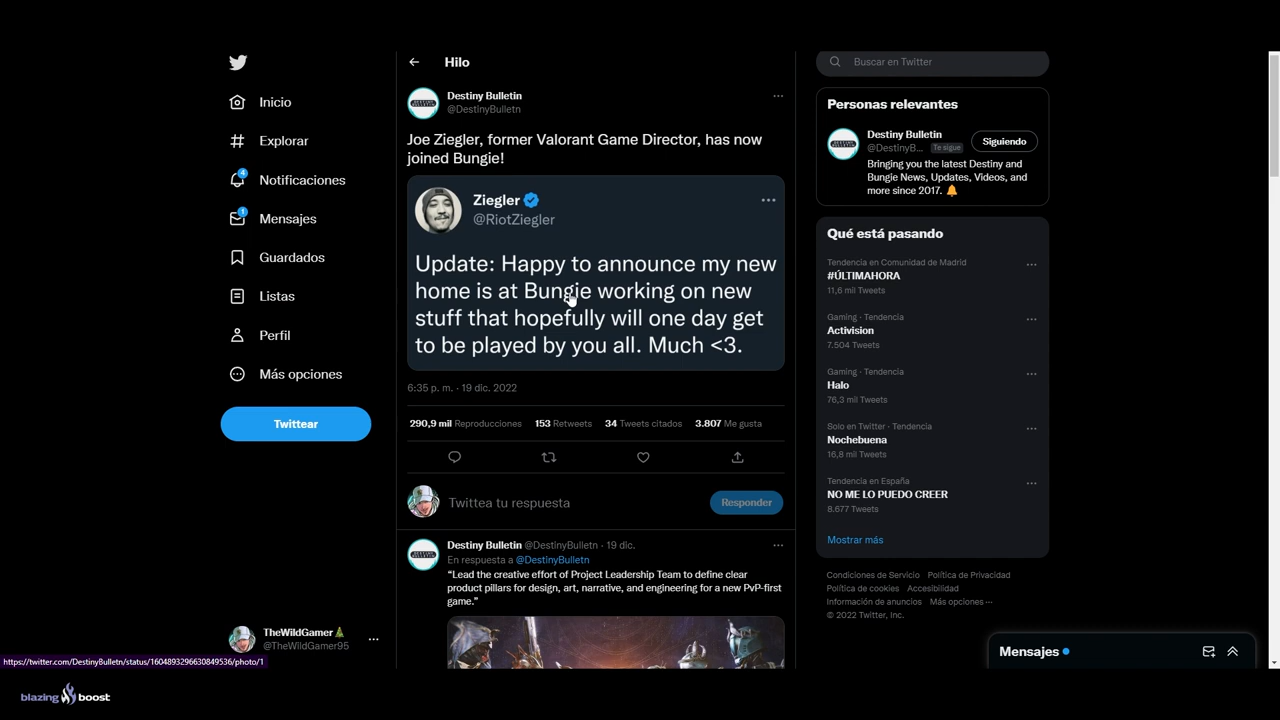 Hilo
Buscar en Twitter
Inicio
Explorar
4
Notificaciones
1
Mensajes
Guardados
Listas
Perfil
Más opciones
Twittear
TheWildGamer
@TheWildGamer95
Destiny Bulletin
@DestinyBulletn
Joe Ziegler, former Valorant Game Director, has now
joined Bungie!
Ziegler
@RiotZiegler
Update: Happy to announce my new
home is at Bungie working on new
stuff that hopefully will one day get
to be played by you all. Much <3.
6:35 p. m. · 19 dic. 2022
290,9 mil Reproducciones 153 Retweets 34 Tweets citados 3.807 Me gusta
Twittea tu respuesta
Responder
Destiny Bulletin @DestinyBulletn · 19 dic.
En respuesta a @DestinyBulletn
“Lead the creative effort of Project Leadership Team to define clear
product pillars for design, art, narrative, and engineering for a new PvP-first
game.”
Personas relevantes
Destiny Bulletin
@DestinyB... Te sigue
Siguiendo
Bringing you the latest Destiny and
Bungie News, Updates, Videos, and
more since 2017.
Qué está pasando
Tendencia en Comunidad de Madrid
#ÚLTIMAHORA
11,6 mil Tweets
Gaming · Tendencia
Activision
7.504 Tweets
Gaming · Tendencia
Halo
76,3 mil Tweets
Solo en Twitter · Tendencia
Nochebuena
16,8 mil Tweets
Tendencia en España
NO ME LO PUEDO CREER
8.677 Tweets
Mostrar más
Condiciones de Servicio Política de Privacidad
Política de cookies Accesibilidad
Información de anuncios Más opciones ···
© 2022 Twitter, Inc.
Mensajes
https://twitter.com/DestinyBulletn/status/1604893296630849536/photo/1
blazing boost